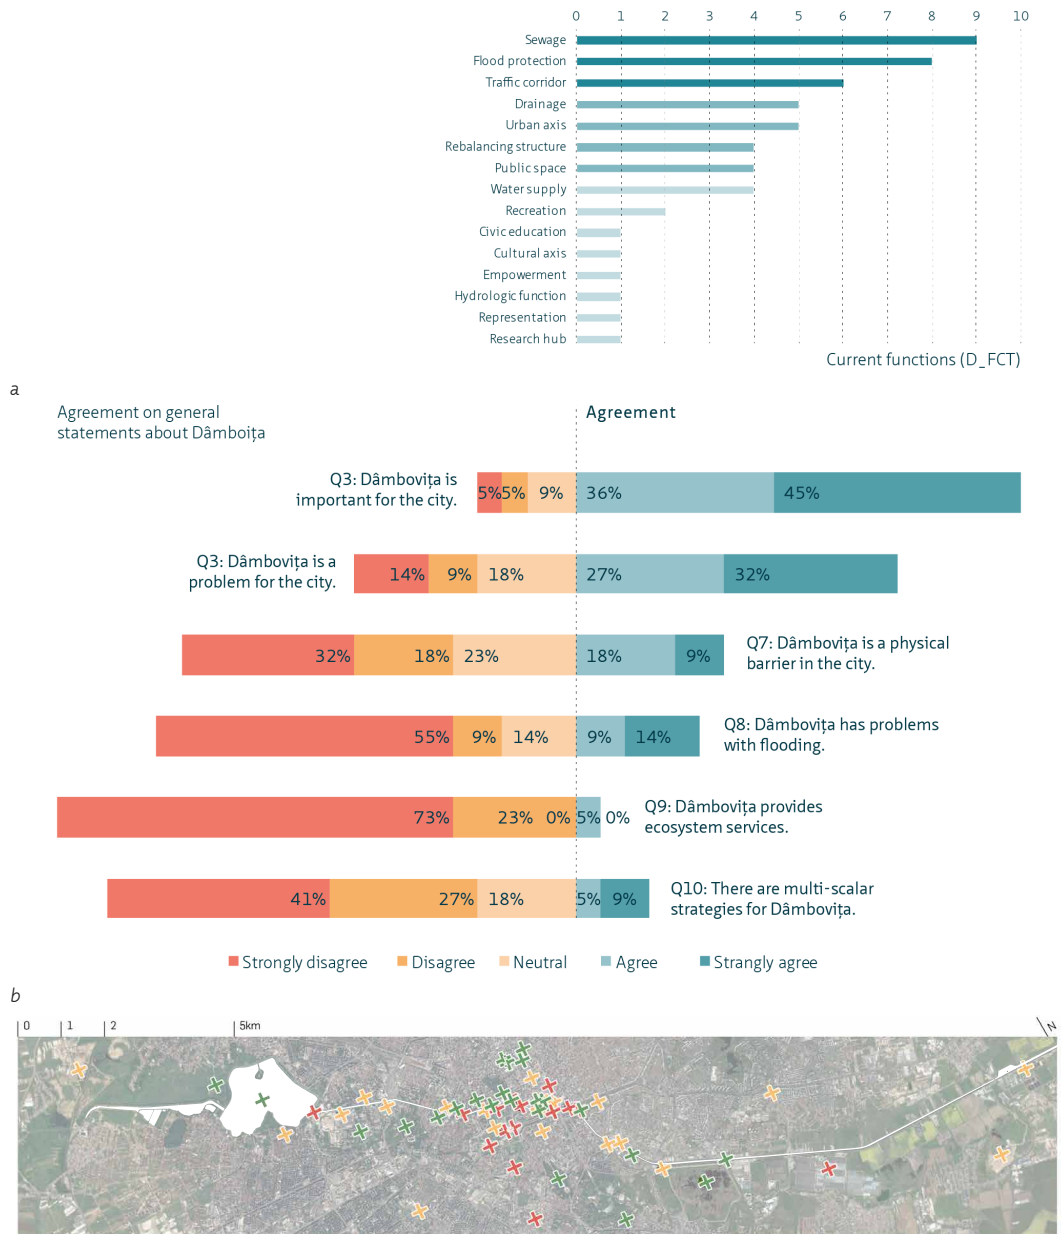 0 1 2 3 4 5 6 7 8 9 10
Sewage
Flood protection
Traffic corridor
Drainage
Urban axis
Rebalancing structure
Public space
Water supply
Recreation
Civic education
Cultural axis
Empowerment
Hydrologic function
Representation
Research hub
Current functions (D_FCT)
a
Agreement on general
statements about Dâmboița
Agreement
Q3: Dâmbovița is
important for the city.
5% 5% 9% 36% 45%
Q3: Dâmbovița is a
problem for the city.
14% 9% 18% 27% 32%
32% 18% 23% 18% 9%
Q7: Dâmbovița is a physical
barrier in the city.
55% 9% 14% 9% 14%
Q8: Dâmbovița has problems
with flooding.
73% 23% 0% 5% 0%
Q9: Dâmbovița provides
ecosystem services.
41% 27% 18% 5% 9%
Q10: There are multi-scalar
strategies for Dâmbovița.
Strongly disagree Disagree Neutral Agree Strangly agree
b
0 1 2 5km N